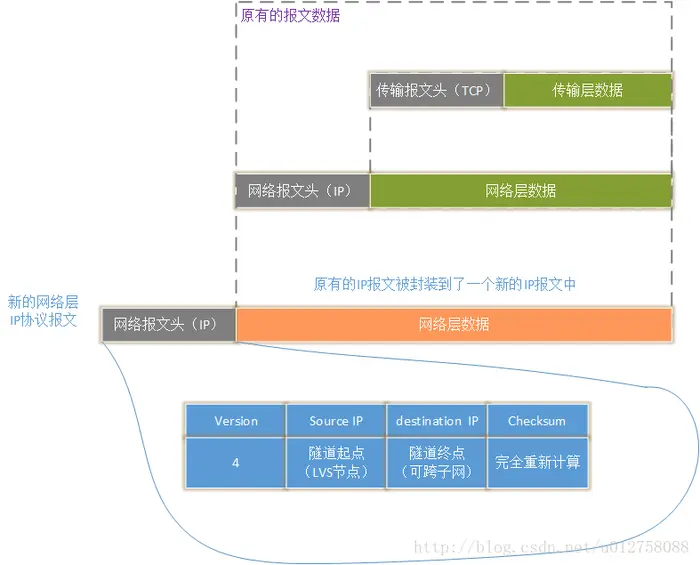 原有的报文数据
传输报文头（TCP） 传输层数据
网络报文头（IP） 网络层数据
新的网络层
IP协议报文
原有的IP报文被封装到了一个新的IP报文中
网络报文头（IP） 网络层数据
Version Source IP destination IP Checksum
4 隧道起点
（LVS节点） 隧道终点
（可跨子网） 完全重新计算
http://blog.csdn.net/u012758088